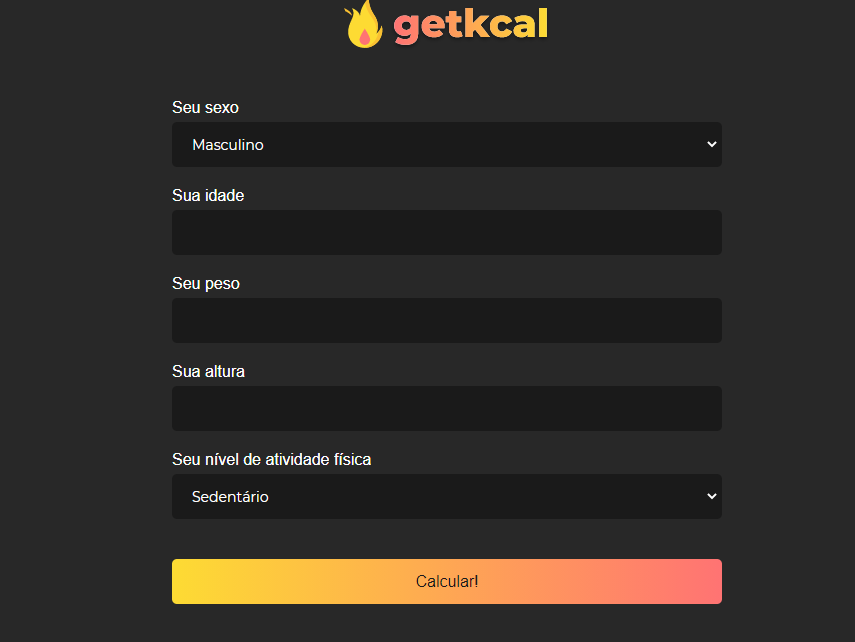 getkcal
Seu sexo
Masculino
Sua idade
Seu peso
Sua altura
Seu nível de atividade física
Sedentário
Calcular!